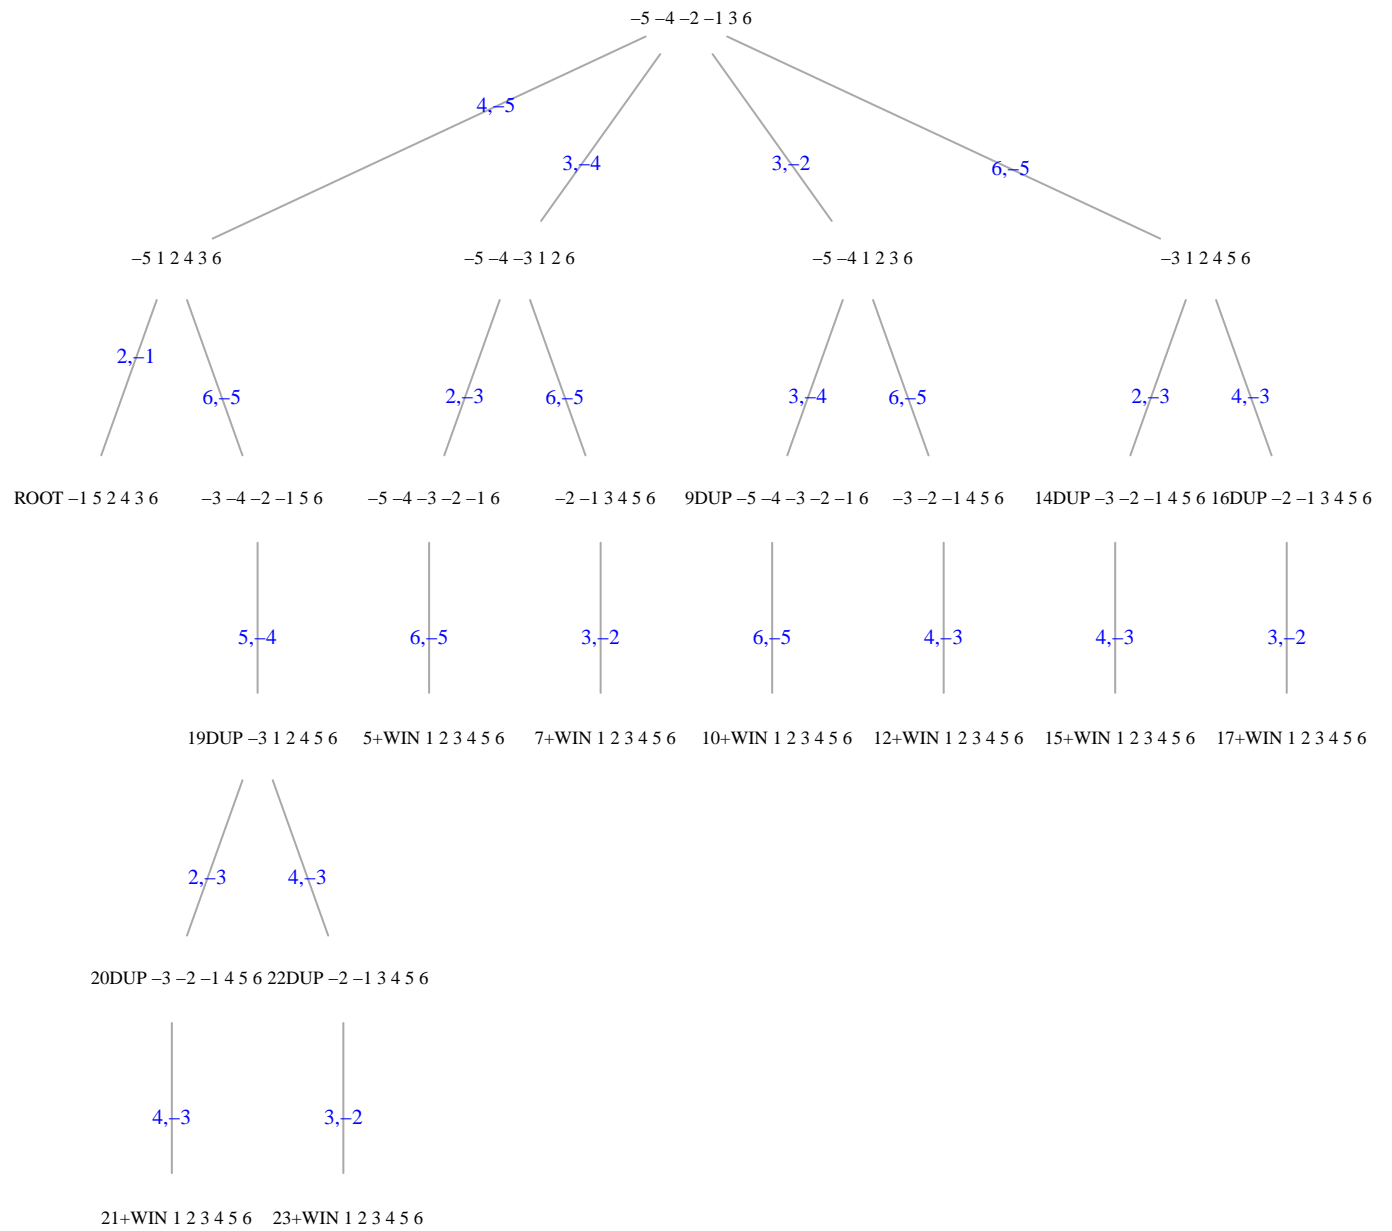 –5 –4 –2 –1 3 6
4,–5
3,–4
3,–2
6,–5
–5 1 2 4 3 6
–5 –4 –3 1 2 6
–5 –4 1 2 3 6
–3 1 2 4 5 6
2,–1
6,–5
2,–3
6,–5
3,–4
6,–5
2,–3
4,–3
ROOT –1 5 2 4 3 6
–3 –4 –2 –1 5 6
–5 –4 –3 –2 –1 6
–2 –1 3 4 5 6
9DUP –5 –4 –3 –2 –1 6
–3 –2 –1 4 5 6
14DUP –3 –2 –1 4 5 6
16DUP –2 –1 3 4 5 6
5,–4
6,–5
3,–2
6,–5
4,–3
4,–3
3,–2
19DUP –3 1 2 4 5 6
5+WIN 1 2 3 4 5 6
7+WIN 1 2 3 4 5 6
10+WIN 1 2 3 4 5 6
12+WIN 1 2 3 4 5 6
15+WIN 1 2 3 4 5 6
17+WIN 1 2 3 4 5 6
2,–3
4,–3
20DUP –3 –2 –1 4 5 6
22DUP –2 –1 3 4 5 6
4,–3
3,–2
21+WIN 1 2 3 4 5 6
23+WIN 1 2 3 4 5 6